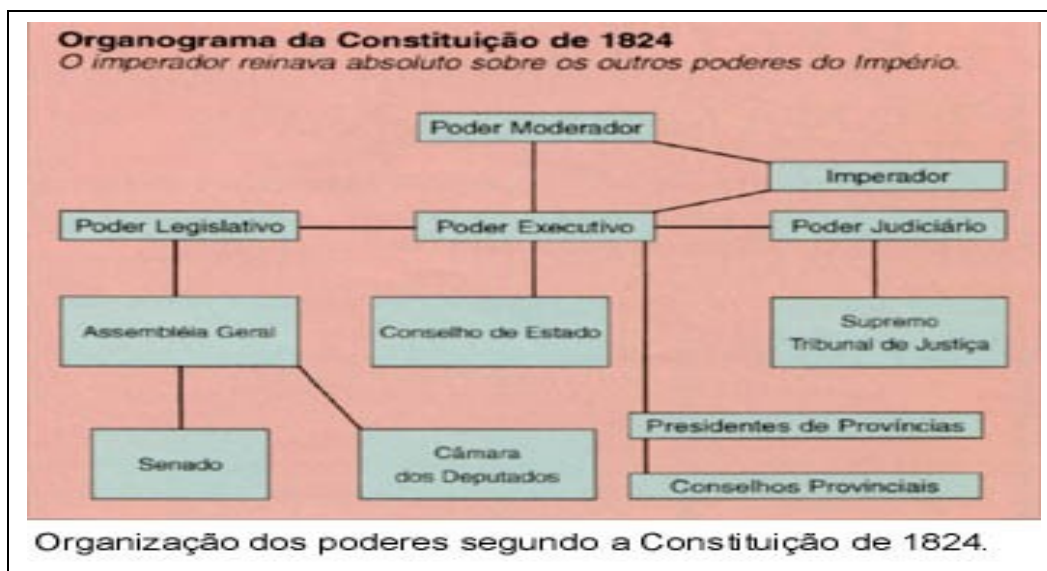 Organograma da Constituição de 1824
O imperador reinava absoluto sobre os outros poderes do Império.
Poder Moderador
Imperador
Poder Legislativo
Poder Executivo
Poder Judiciário
Assembléia Geral
Conselho de Estado
Supremo
Tribunal de Justiça
Presidentes de Províncias
Senado
Câmara
dos Deputados
Conselhos Provinciais
Organização dos poderes segundo a Constituição de 1824.